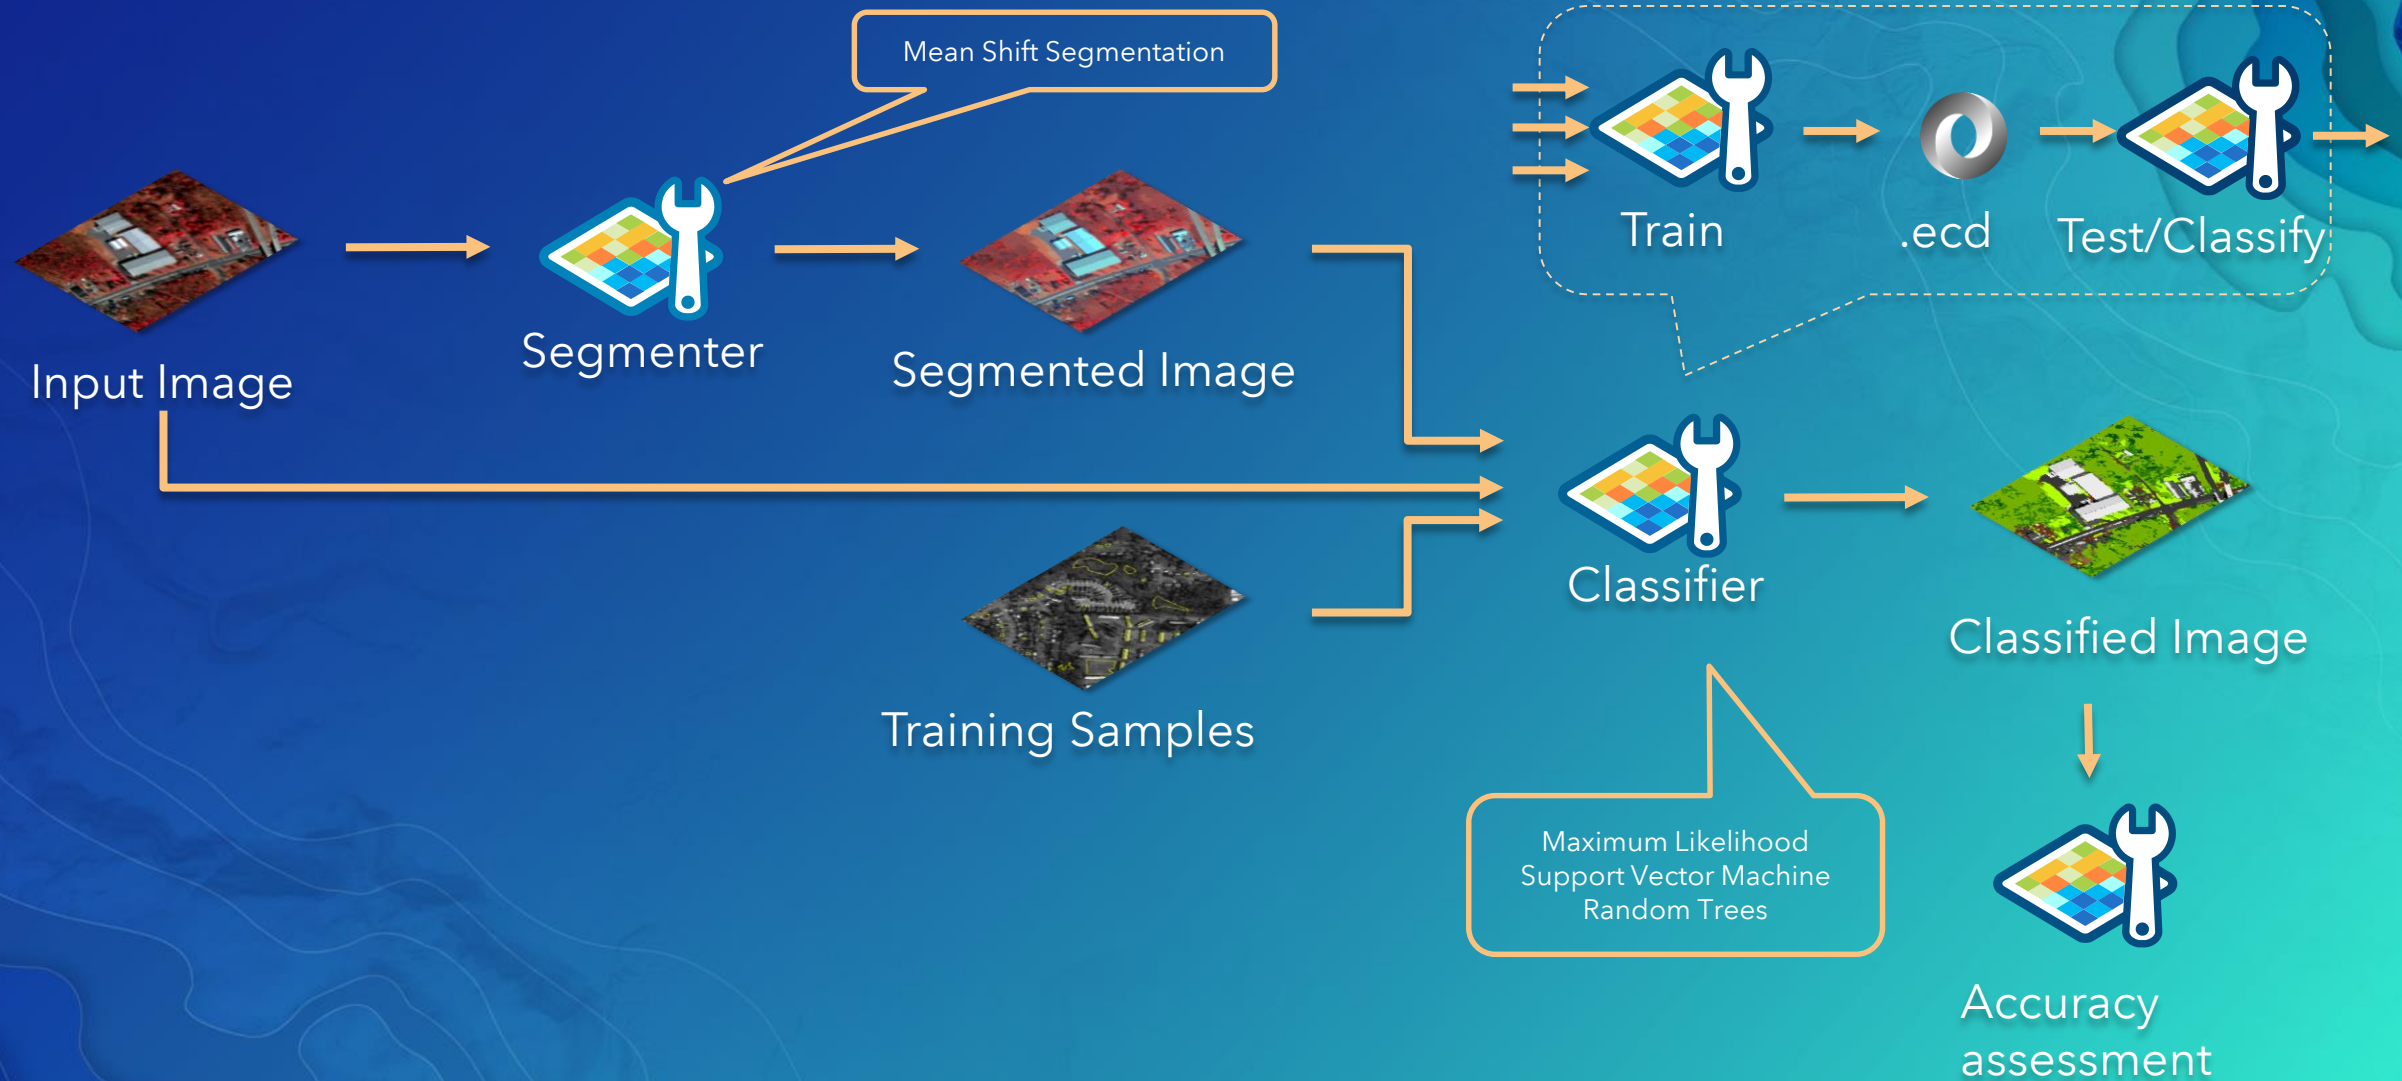 Mean Shift Segmentation
Train
.ecd
Test/Classify
Input Image
Segmenter
Segmented Image
Classifier
Classified Image
Training Samples
Maximum Likelihood
Support Vector Machine
Random Trees
Accuracy
assessment